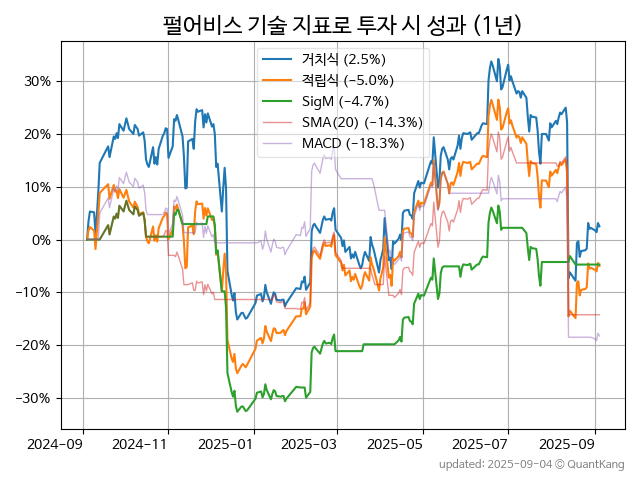 펄어비스 기술 지표로 투자 시 성과 (1년)
거치식 (2.5%)
적립식 (−5.0%)
SigM (−4.7%)
SMA(20) (−14.3%)
MACD (−18.3%)
30%
20%
10%
0%
−10%
−20%
−30%
2024-09
2024-11
2025-01
2025-03
2025-05
2025-07
2025-09
updated: 2025-09-04 ⓒ QuantKang